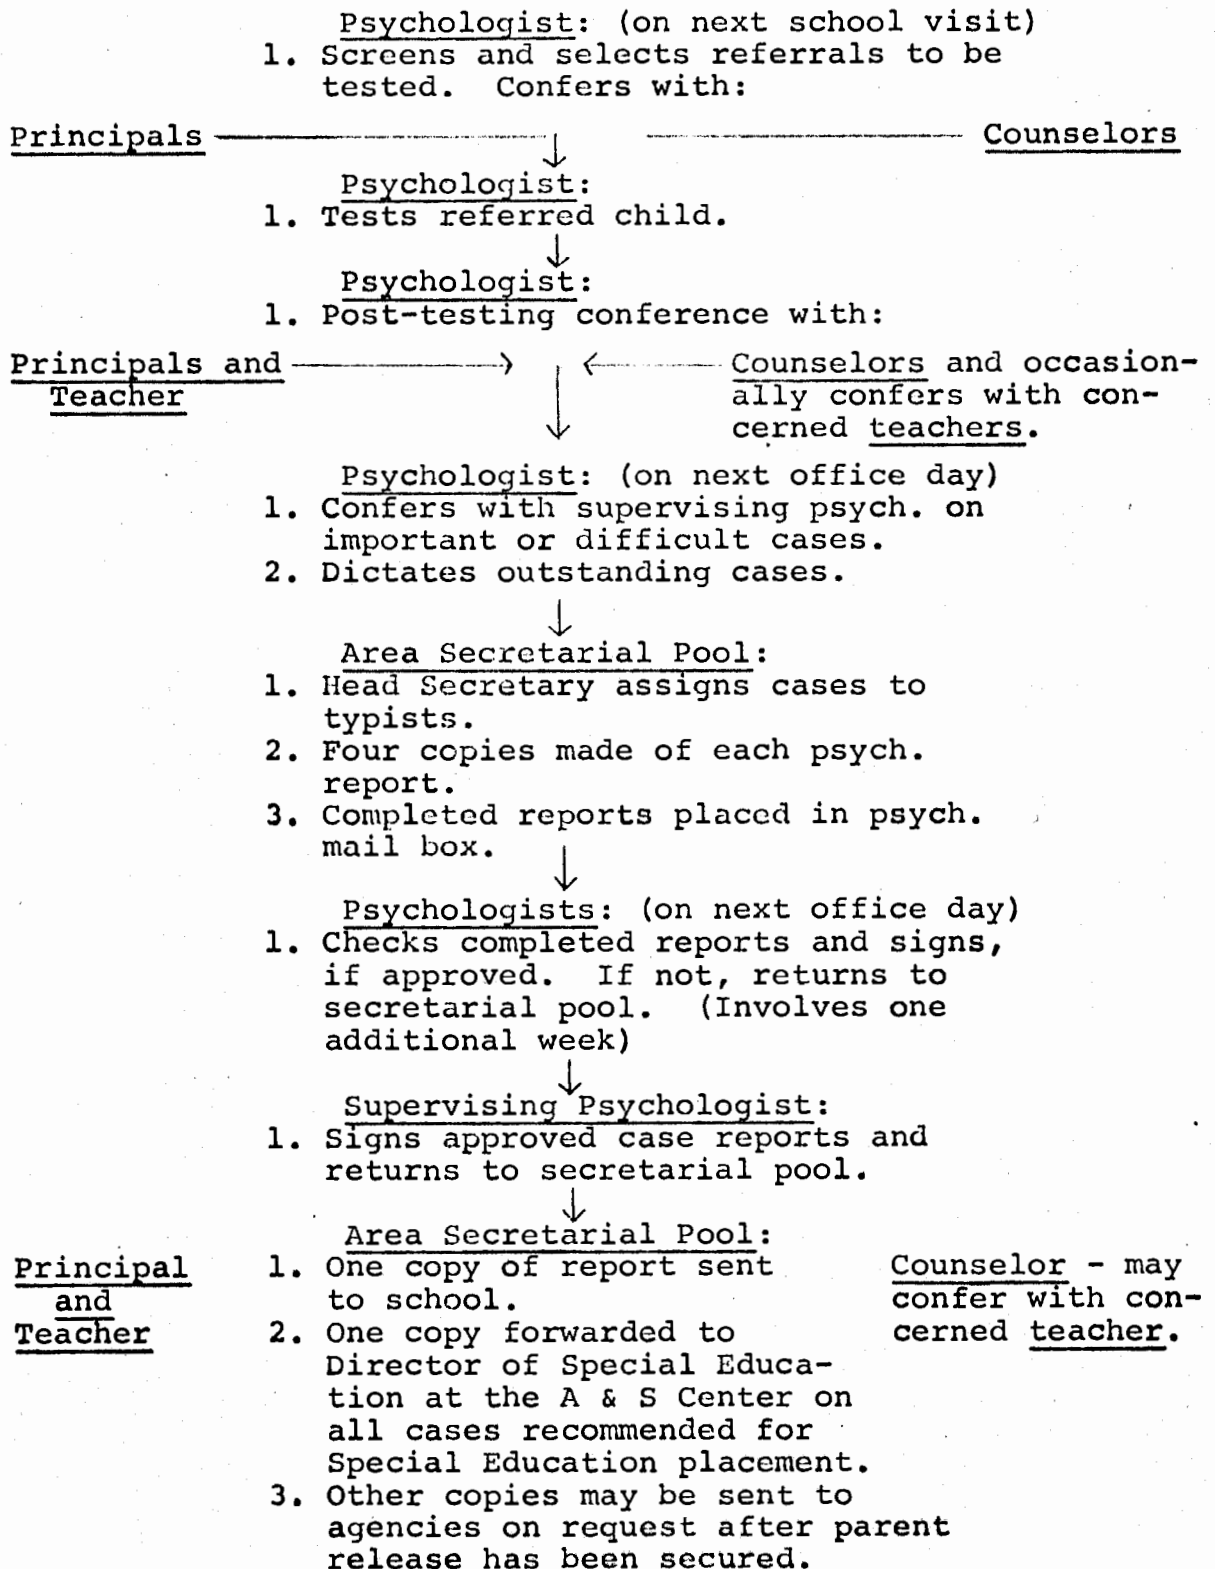 Psychologist: (on next school visit)
1. Screens and selects referrals to be
tested. Confers with:
Principals
Counselors
Psychologist:
1. Tests referred child.
Psychologist:
1. Post-testing conference with:
Principals and
Teacher
Counselors and occasion-
ally confers with con-
cerned teachers.
Psychologist: (on next office day)
1. Confers with supervising psych. on
important or difficult cases.
2. Dictates outstanding cases.
Area Secretarial Pool:
1. Head Secretary assigns cases to
typists.
2. Four copies made of each psych.
report.
3. Completed reports placed in psych.
mail box.
Psychologists: (on next office day)
1. Checks completed reports and signs,
if approved. If not, returns to
secretarial pool. (Involves one
additional week)
Supervising Psychologist:
1. Signs approved case reports and
returns to secretarial pool.
Area Secretarial Pool:
Principal
and
Teacher
1. One copy of report sent
to school.
2. One copy forwarded to
Director of Special Educa-
tion at the A & S Center on
all cases recommended for
Special Education placement.
3. Other copies may be sent to
agencies on request after parent
release has been secured.
Counselor - may
confer with con-
cerned teacher.